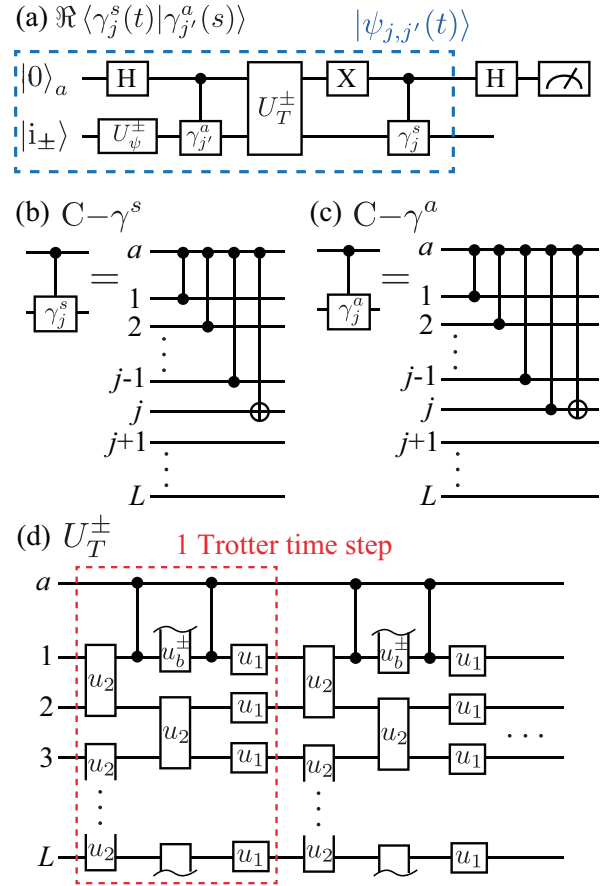 (a) ℜ⟨γ_j^s(t)|γ_{j'}^a(s)⟩ |ψ_{j,j'}(t)⟩
|0⟩_a H U_T^± X H
|i_±⟩ U_ψ^± γ_{j'}^a γ_j^s
(b) C−γ^s (c) C−γ^a
a a
γ_j^s = 1 γ_j^a = 1
2 2
⋮ ⋮
j-1 j-1
j j
j+1 j+1
⋮ ⋮
L L
(d) U_T^± 1 Trotter time step
a
1 u_2 u_b^± u_1 u_2 u_b^± u_1
2 u_2 u_1 u_2 u_1
3 u_2 u_1 u_2 u_1 ...
⋮ ⋮
L u_2 u_1 u_2 u_1